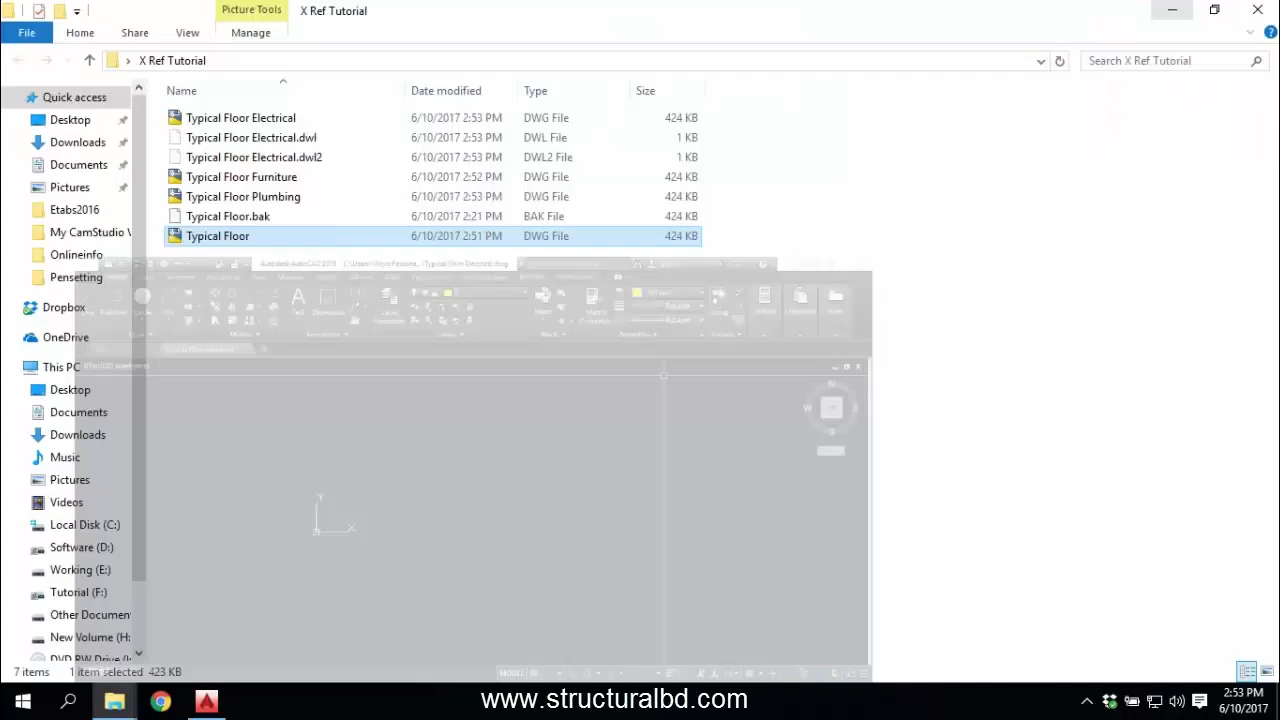 Picture Tools
X Ref Tutorial
File
Home
Share
View
Manage
X Ref Tutorial
Search X Ref Tutorial
Name
Date modified
Type
Size
Typical Floor Electrical 6/10/2017 2:53 PM DWG File 424 KB
Typical Floor Electrical.dwl 6/10/2017 2:53 PM DWL File 1 KB
Typical Floor Electrical.dwl2 6/10/2017 2:53 PM DWL2 File 1 KB
Typical Floor Furniture 6/10/2017 2:52 PM DWG File 424 KB
Typical Floor Plumbing 6/10/2017 2:53 PM DWG File 424 KB
Typical Floor.bak 6/10/2017 2:21 PM BAK File 424 KB
Typical Floor 6/10/2017 2:51 PM DWG File 424 KB
Quick access
Desktop
Downloads
Documents
Pictures
Etabs2016
My CamStudio V
Onlineinfo
Pensetting
Dropbox
OneDrive
This PC
Desktop
Documents
Downloads
Music
Pictures
Videos
Local Disk (C:)
Software (D:)
Working (E:)
Tutorial (F:)
Other Documen
New Volume (H:
DVD RW Drive (I:
Text
Y
X
N
W
S
MODEL
7 items
1 item selected 423 KB
www.structuralbd.com
2:53 PM
6/10/2017